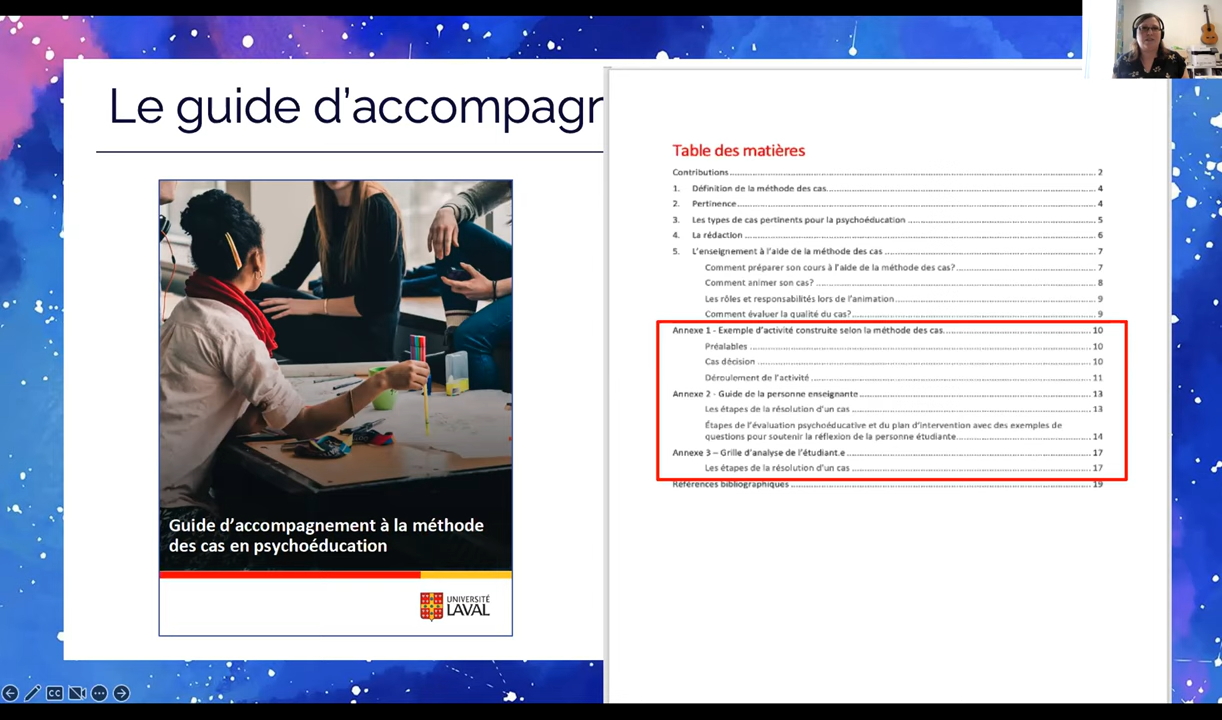 Le guide d'accompagn
Guide d'accompagnement à la méthode
des cas en psychoéducation
UNIVERSITÉ
LAVAL
Table des matières
Contributions 2
1. Définition de la méthode des cas 4
2. Pertinence 4
3. Les types de cas pertinents pour la psychoéducation 5
4. La rédaction 6
5. L'enseignement à l'aide de la méthode des cas 7
Comment préparer son cours à l'aide de la méthode des cas? 7
Comment animer son cas? 8
Les rôles et responsabilités lors de l'animation 9
Comment évaluer la qualité du cas? 9
Annexe 1 - Exemple d'activité construite selon la méthode des cas 10
Préalables 10
Cas décision 10
Déroulement de l'activité 11
Annexe 2 - Guide de la personne enseignante 13
Les étapes de la résolution d'un cas 13
Étapes de l'évaluation psychoéducative et du plan d'intervention avec des exemples de
questions pour soutenir la réflexion de la personne étudiante 14
Annexe 3 – Grille d'analyse de l'étudiant.e 17
Les étapes de la résolution d'un cas 17
Références bibliographiques 19
CC